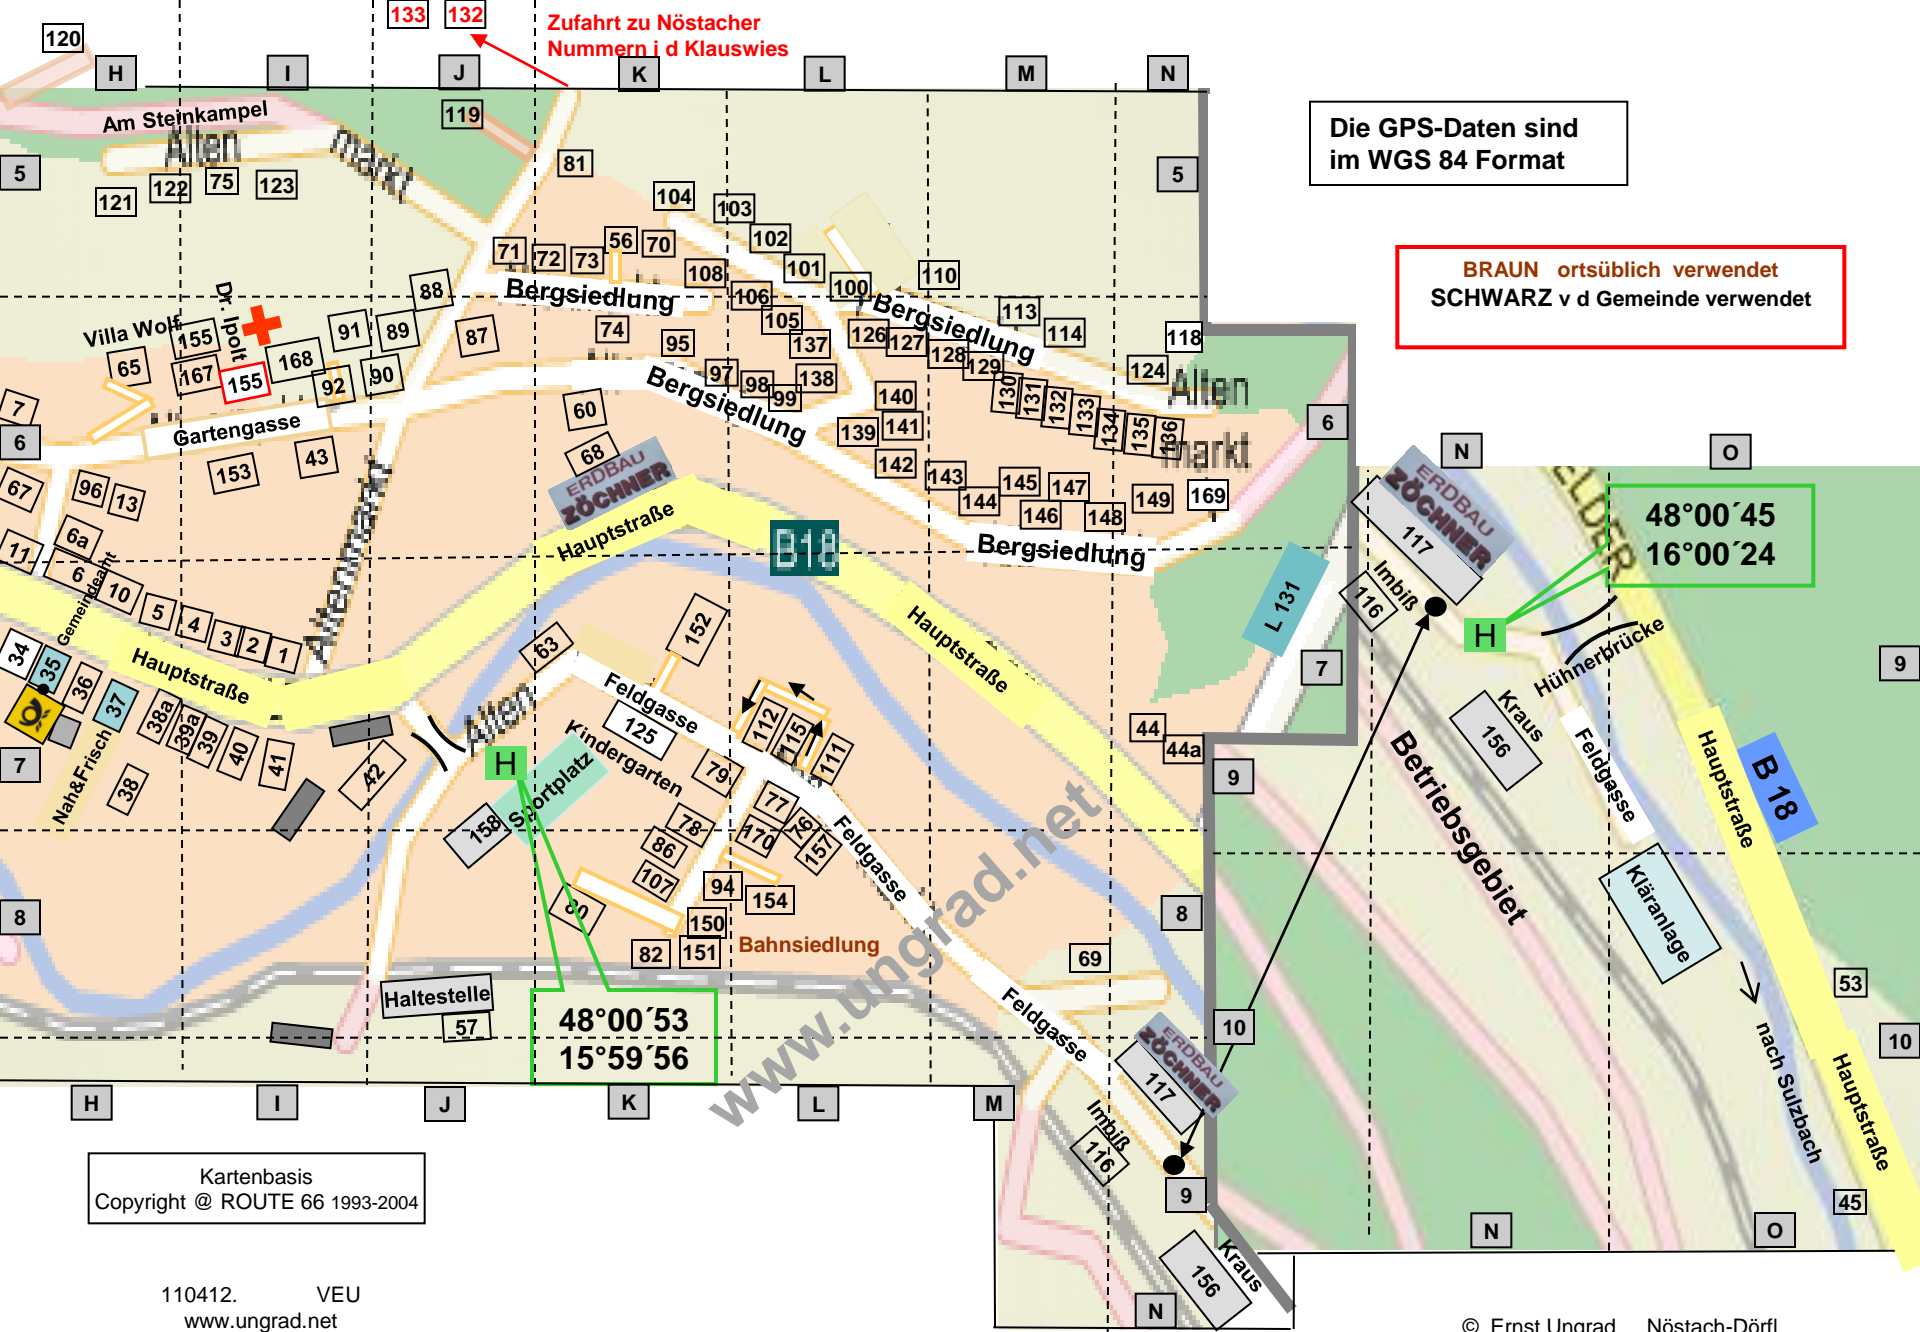 133 132
Zufahrt zu Nöstacher
Nummern i d Klauswies
120
H I J K L M N
Am Steinkampel
Alten
markt
119
81
5
5
121 122 75 123
104 103 102 101 100 110
71 72 73 56 70 108
Bergsiedlung
Die GPS-Daten sind
im WGS 84 Format
BRAUN ortsüblich verwendet
SCHWARZ v d Gemeinde verwendet
88
Villa Wolf
Dr. Ipolt
155 91 89 87
65 167 155 168 92 90
74 95 106 105 137 126 127 128 129
Bergsiedlung
113 114 118 124
97 98 99 138
Bergsiedlung
130 131 132 133 134 135 136
Alten
markt
7
6
6
Gartengasse
153 43
60 68
ERDBAU
ZÖCHNER
140 139 141 142 143 144 145 146 147 148 149 169
67 96 13
Altenmarkt
Hauptstraße
B18
Bergsiedlung
11 6a 6 10 5 4 3 2 1
Gemeindeamt
34 35 36 37 38a 39a 39 40 41 42
Hauptstraße
Nah&Frisch
38
7
63
Alten
152
Feldgasse
125
Kindergarten
112 115 111
Hauptstraße
L 131
7
H
Sportplatz
158
79 78 86 107 80
77 76 170 157
Feldgasse
94 154 150 151 82
Bahnsiedlung
44 44a
9
8
8
69
Haltestelle
57
48°00´53
15°59´56
www.ungrad.net
Feldgasse
10
ERDBAU
ZÖCHNER
117
Imbiß
116
9
156
Kraus
H I J K L M N
N O
ERDBAU
ZÖCHNER
117
Imbiß
116
ELDER
48°00´45
16°00´24
H
Hühnerbrücke
9
Kraus
156
Feldgasse
Hauptstraße
B 18
Betriebsgebiet
Kläranlage
53
10
nach Sulzbach
Hauptstraße
45
N O
Kartenbasis
Copyright @ ROUTE 66 1993-2004
110412. VEU
www.ungrad.net
© Ernst Ungrad Nöstach-Dörfl